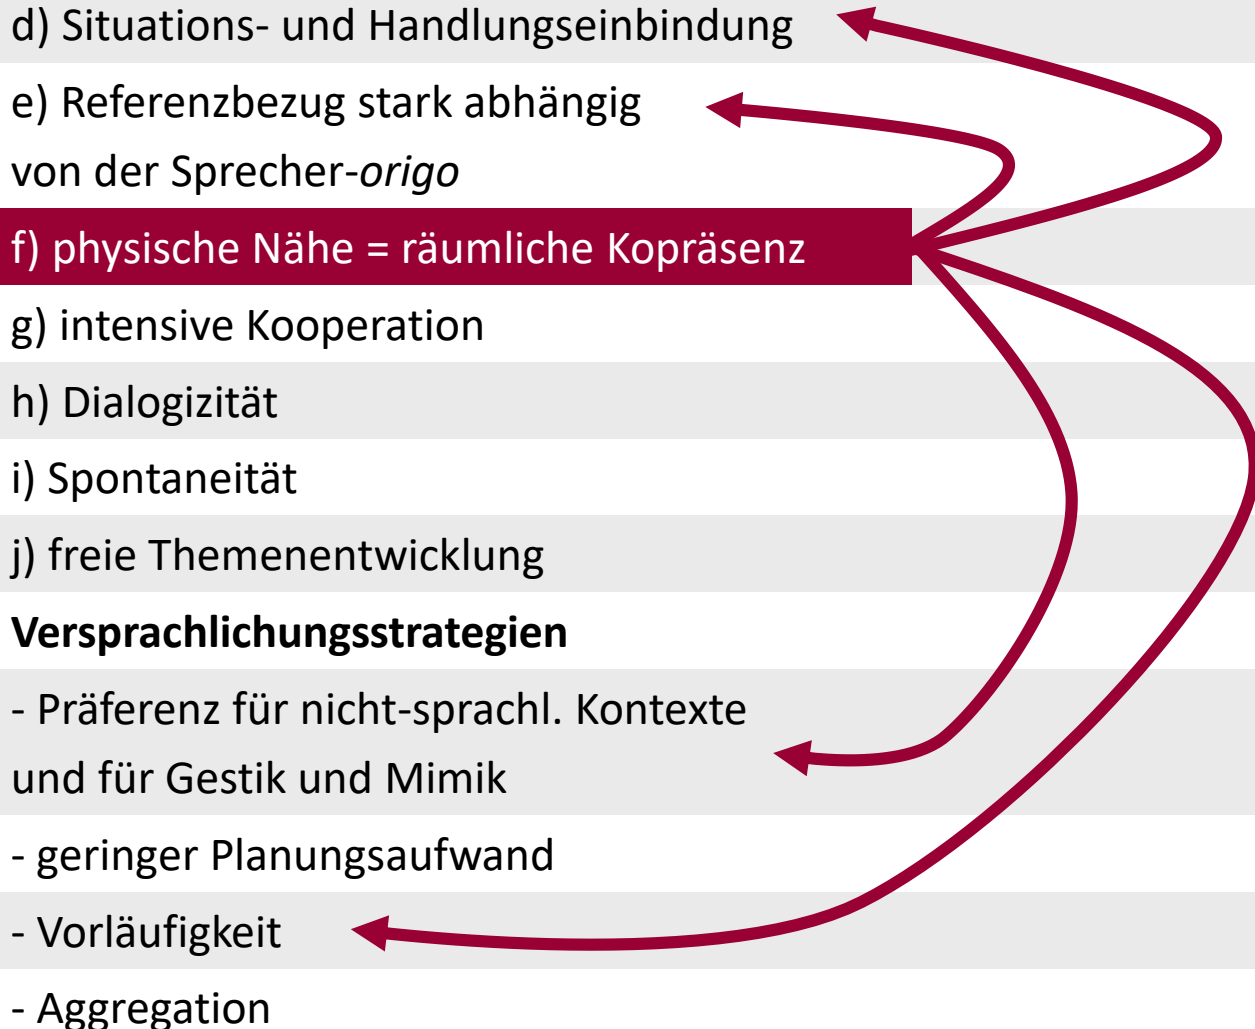 d) Situations- und Handlungseinbindung
e) Referenzbezug stark abhängig
von der Sprecher-origo
f) physische Nähe = räumliche Kopräsenz
g) intensive Kooperation
h) Dialogizität
i) Spontaneität
j) freie Themenentwicklung
Versprachlichungsstrategien
- Präferenz für nicht-sprachl. Kontexte
und für Gestik und Mimik
- geringer Planungsaufwand
- Vorläufigkeit
- Aggregation